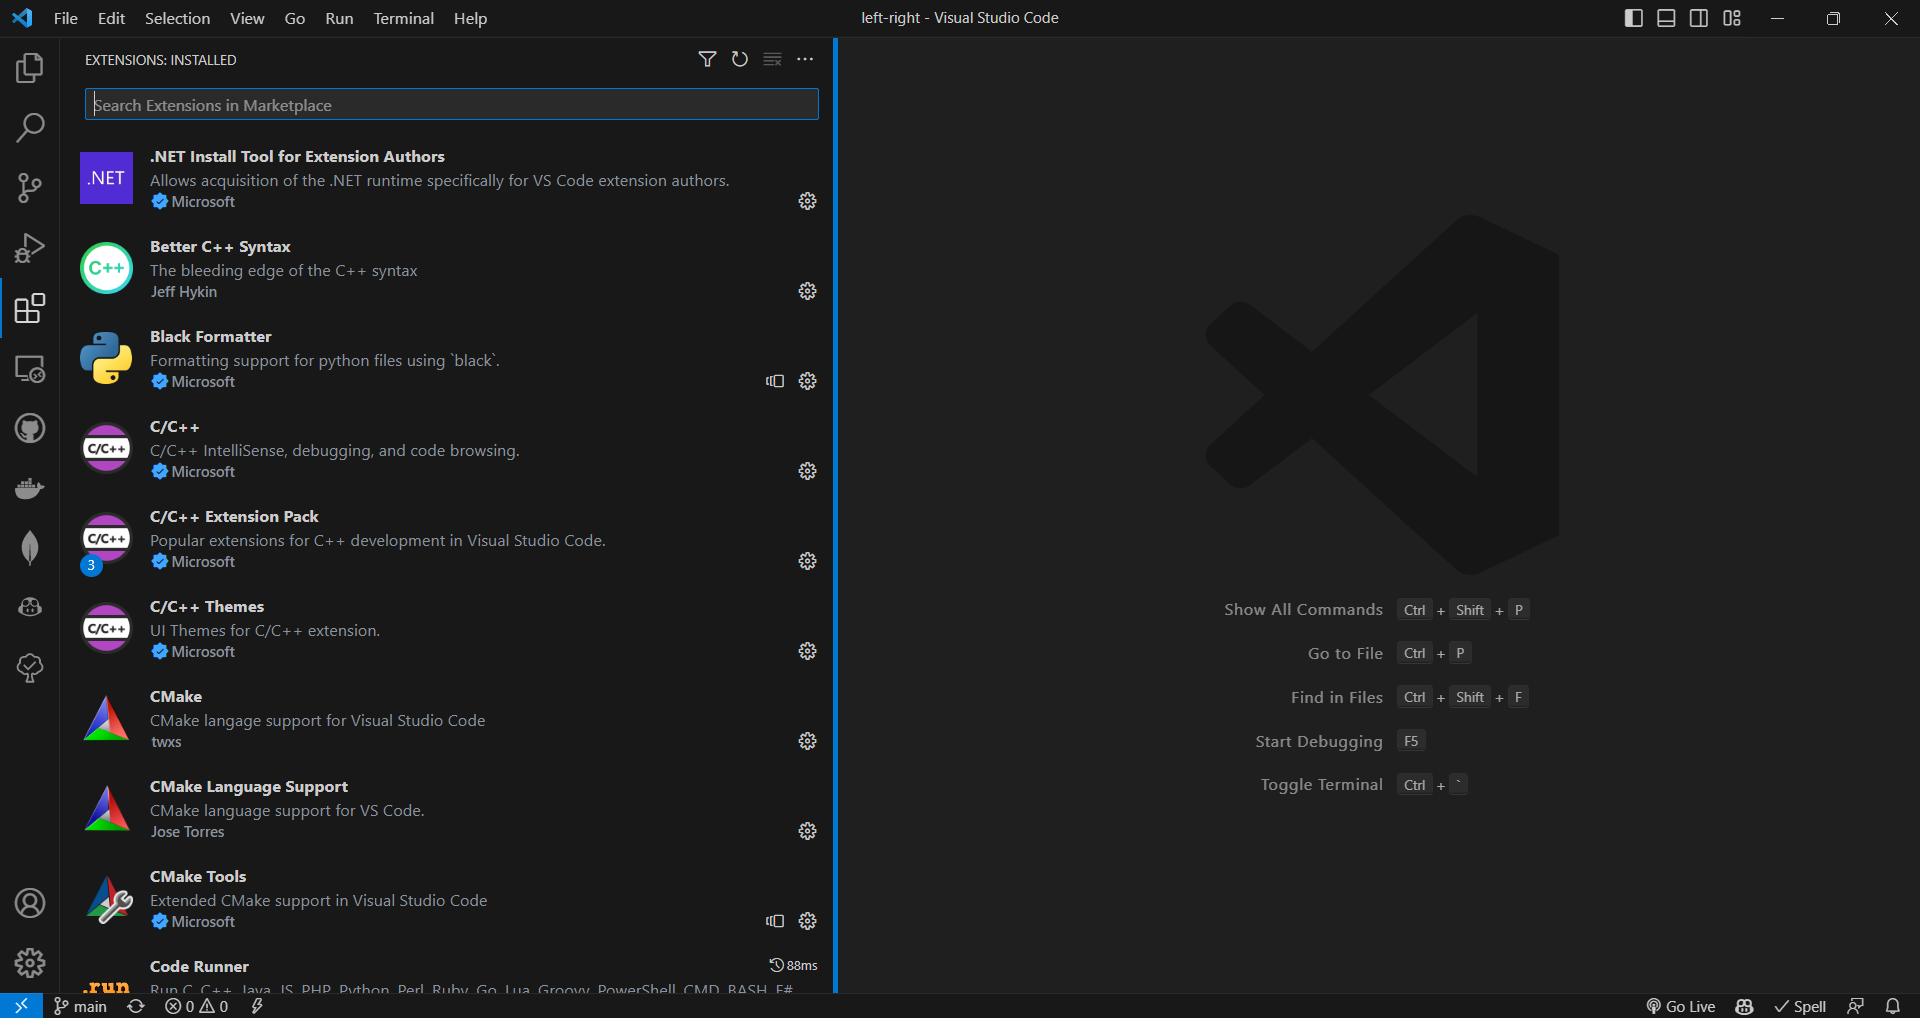 File Edit Selection View Go Run Terminal Help
left-right - Visual Studio Code
EXTENSIONS: INSTALLED
Search Extensions in Marketplace
.NET
.NET Install Tool for Extension Authors
Allows acquisition of the .NET runtime specifically for VS Code extension authors.
Microsoft
C++
Better C++ Syntax
The bleeding edge of the C++ syntax
Jeff Hykin
Black Formatter
Formatting support for python files using `black`.
Microsoft
C/C++
C/C++
C/C++ IntelliSense, debugging, and code browsing.
Microsoft
C/C++
3
C/C++ Extension Pack
Popular extensions for C++ development in Visual Studio Code.
Microsoft
C/C++
C/C++ Themes
UI Themes for C/C++ extension.
Microsoft
CMake
CMake langage support for Visual Studio Code
twxs
CMake Language Support
CMake language support for VS Code.
Jose Torres
CMake Tools
Extended CMake support in Visual Studio Code
Microsoft
.run
Code Runner
88ms
Run C, C++, Java, JS, PHP, Python, Perl, Ruby, Go, Lua, Groovy, PowerShell, CMD, BASH, F#
Show All Commands Ctrl + Shift + P
Go to File Ctrl + P
Find in Files Ctrl + Shift + F
Start Debugging F5
Toggle Terminal Ctrl + `
main 0 0
Go Live Spell